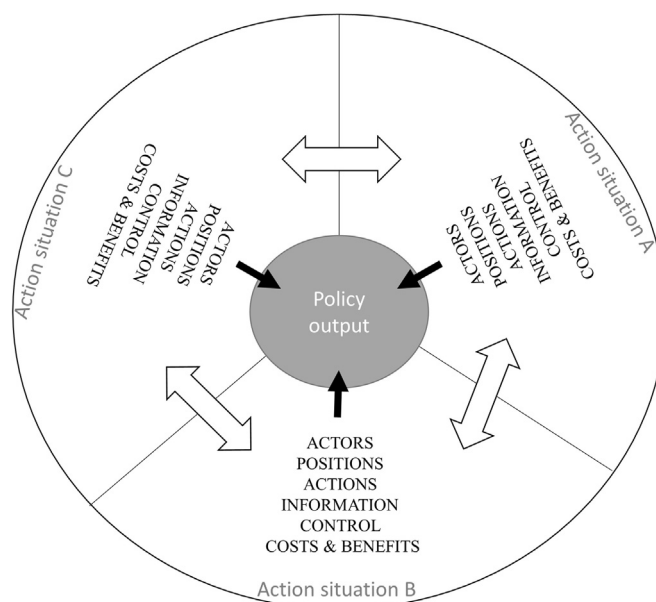 Action situation C
COSTS & BENEFITS
CONTROL
INFORMATION
ACTIONS
POSITIONS
ACTORS
Action situation A
ACTORS
POSITIONS
ACTIONS
INFORMATION
CONTROL
COSTS & BENEFITS
Policy
output
ACTORS
POSITIONS
ACTIONS
INFORMATION
CONTROL
COSTS & BENEFITS
Action situation B